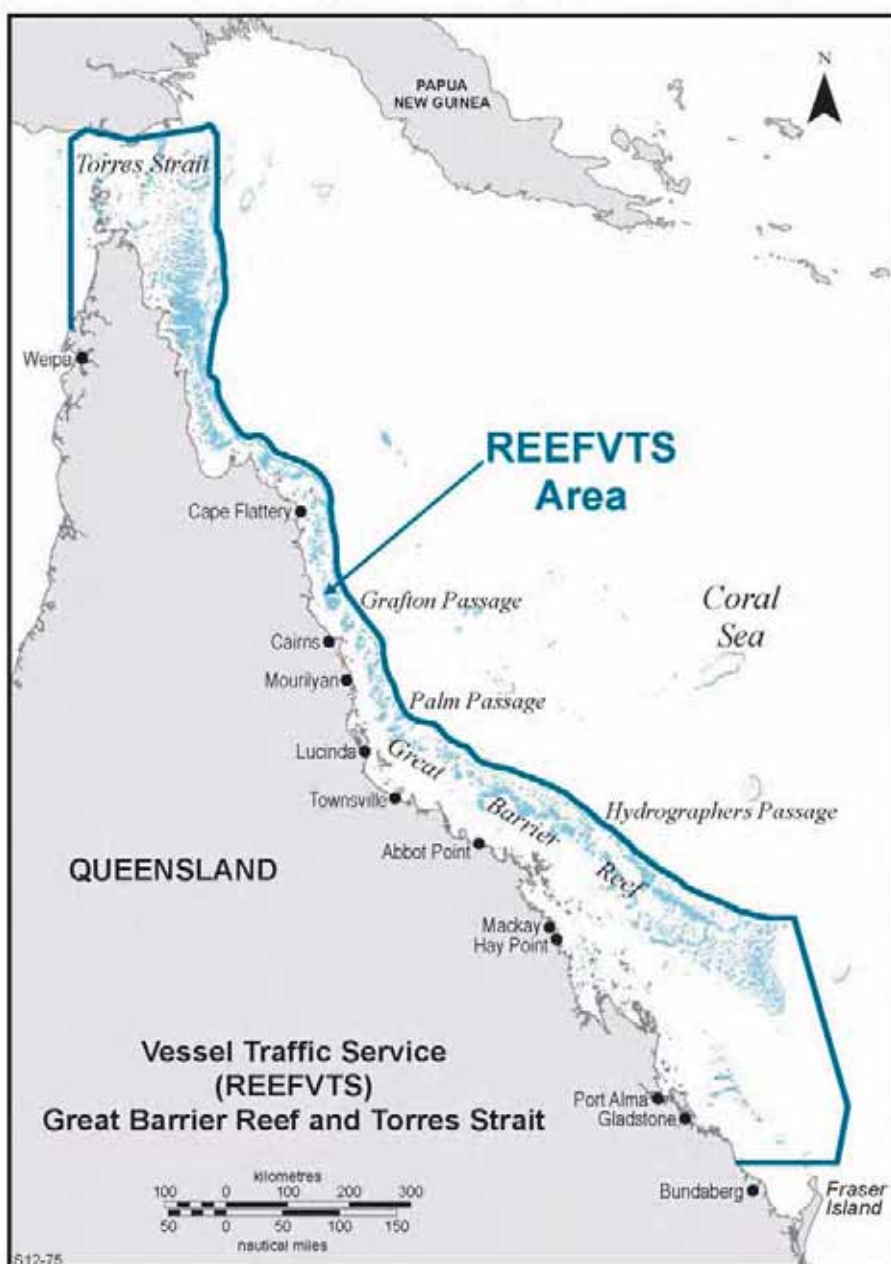 N
PAPUA
NEW GUINEA
Torres Strait
Weipa
REEFVTS
Area
Cape Flattery
Grafton Passage
Coral
Sea
Cairns
Mourilyan
Palm Passage
Lucinda
Great
Townsville
Barrier
Hydrographers Passage
Abbot Point
QUEENSLAND
Reef
Mackay
Hay Point
Vessel Traffic Service
(REEFVTS)
Great Barrier Reef and Torres Strait
Port Alma
Gladstone
kilometres
100 0 100 200 300
50 0 50 100 150
nautical miles
Bundaberg
Fraser
Island
S12-75